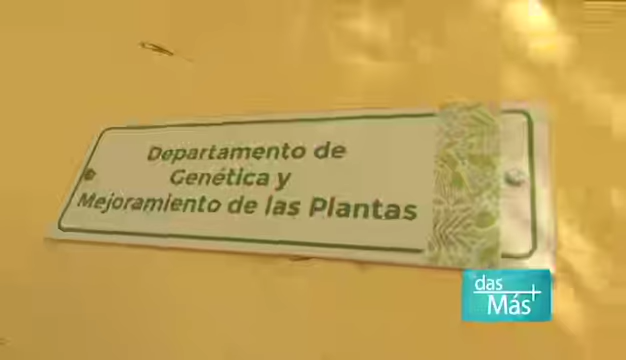 Departamento de
Genética y
Mejoramiento de las Plantas
das
Más+